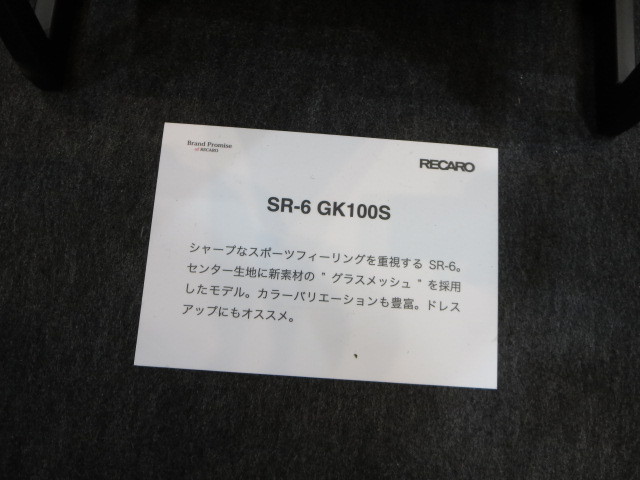 Brand Promise
of RECARO
RECARO
SR-6 GK100S
シャープなスポーツフィーリングを重視する SR-6。
センター生地に新素材の " グラスメッシュ " を採用
したモデル。カラーバリエーションも豊富。ドレス
アップにもオススメ。